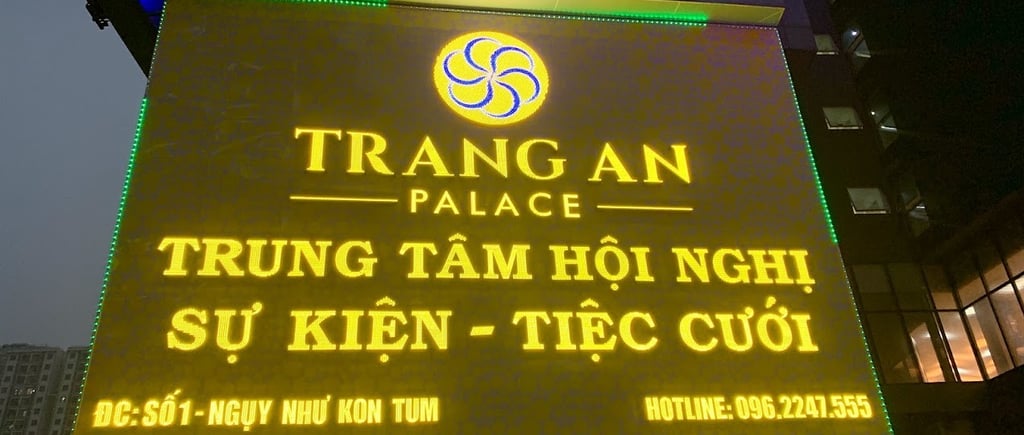 TRANG AN
PALACE
TRUNG TÂM HỘI NGHỊ
SỰ KIỆN - TIỆC CƯỚI
ĐC: SỐ 1 - NGỤY NHƯ KON TUM
HOTLINE: 096.2247.555